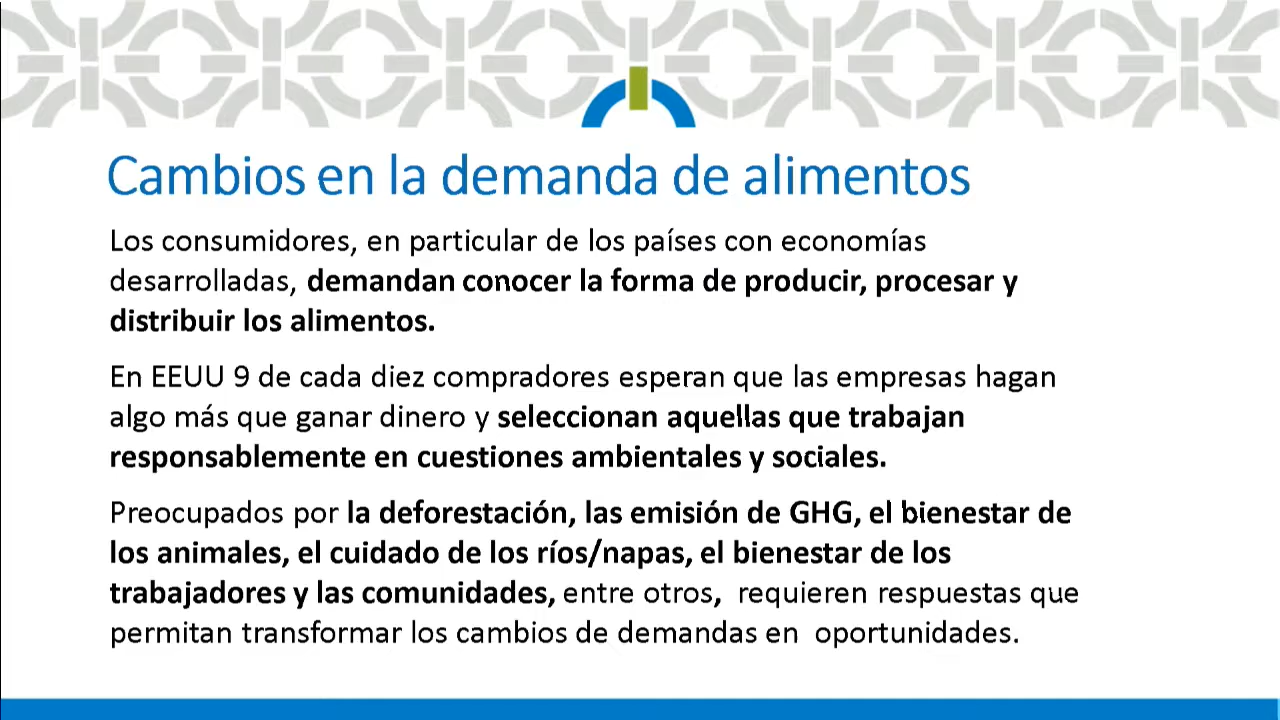 Cambios en la demanda de alimentos
Los consumidores, en particular de los países con economías
desarrolladas, demandan conocer la forma de producir, procesar y
distribuir los alimentos.
En EEUU 9 de cada diez compradores esperan que las empresas hagan
algo más que ganar dinero y seleccionan aquellas que trabajan
responsablemente en cuestiones ambientales y sociales.
Preocupados por la deforestación, las emisión de GHG, el bienestar de
los animales, el cuidado de los ríos/napas, el bienestar de los
trabajadores y las comunidades, entre otros, requieren respuestas que
permitan transformar los cambios de demandas en oportunidades.